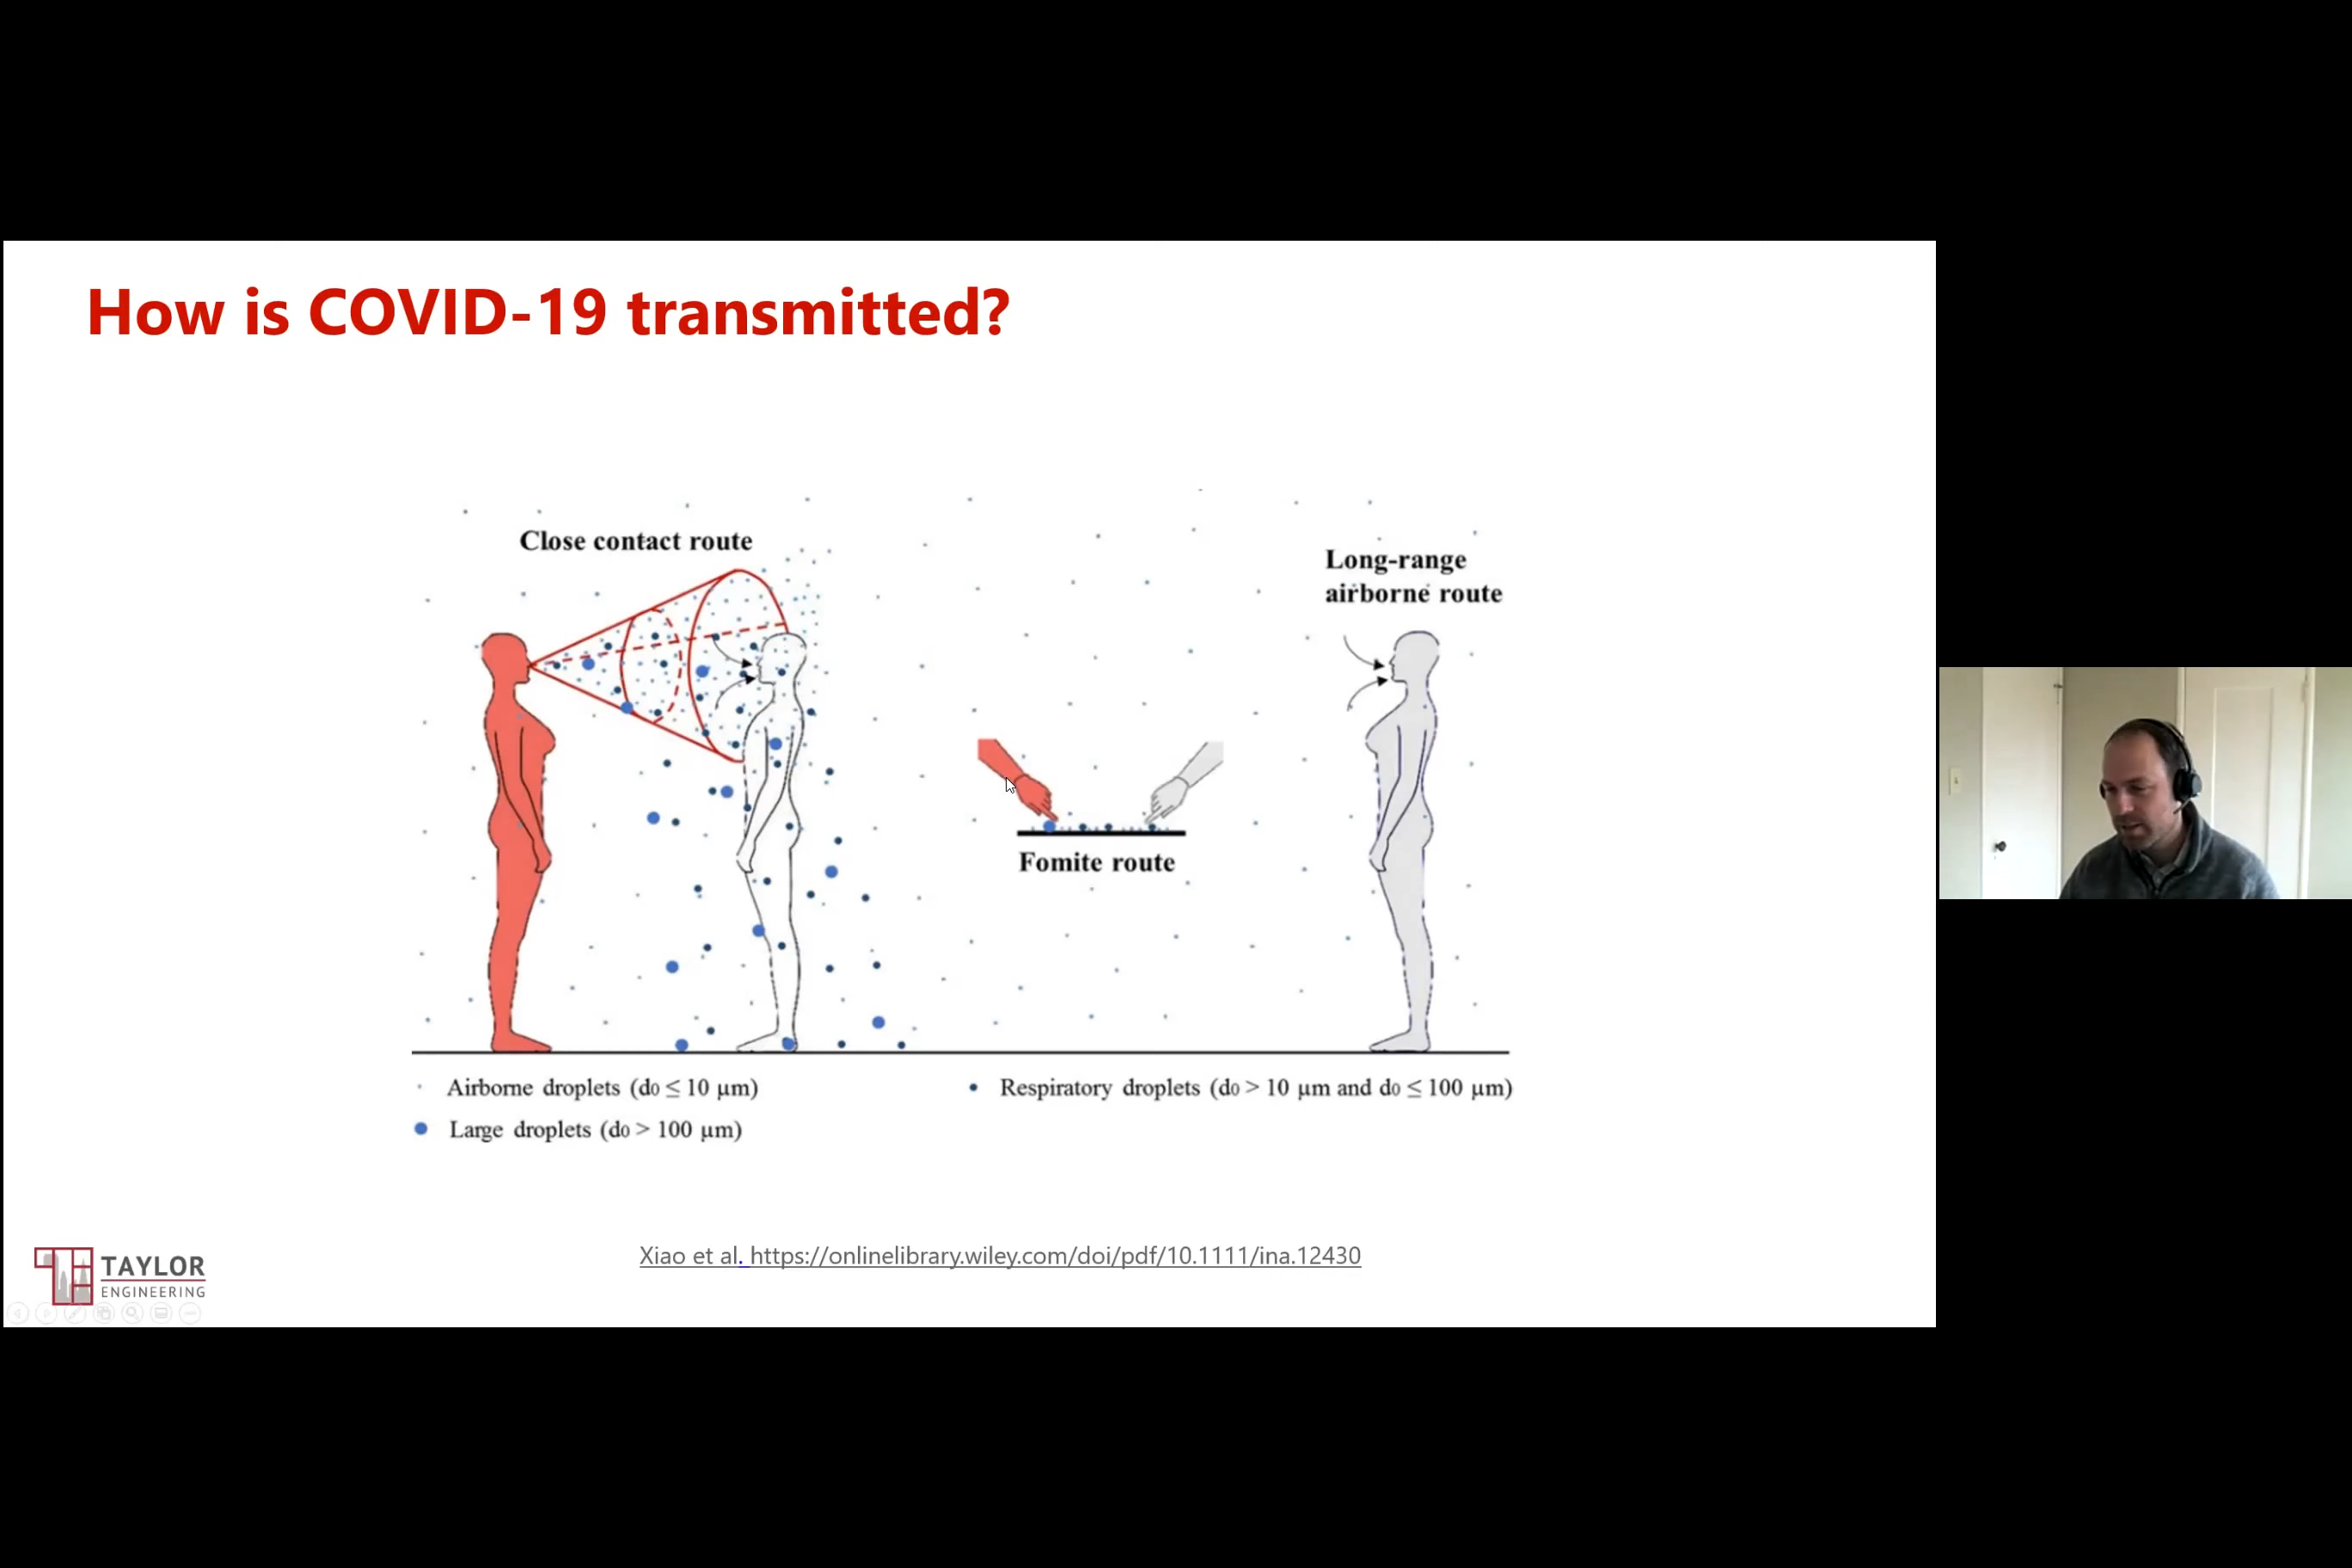 How is COVID-19 transmitted?
Close contact route
Long-range
airborne route
Fomite route
Airborne droplets (d0 ≤ 10 μm)
Respiratory droplets (d0 > 10 μm and d0 ≤ 100 μm)
Large droplets (d0 > 100 μm)
Xiao et al. https://onlinelibrary.wiley.com/doi/pdf/10.1111/ina.12430
TAYLOR
ENGINEERING